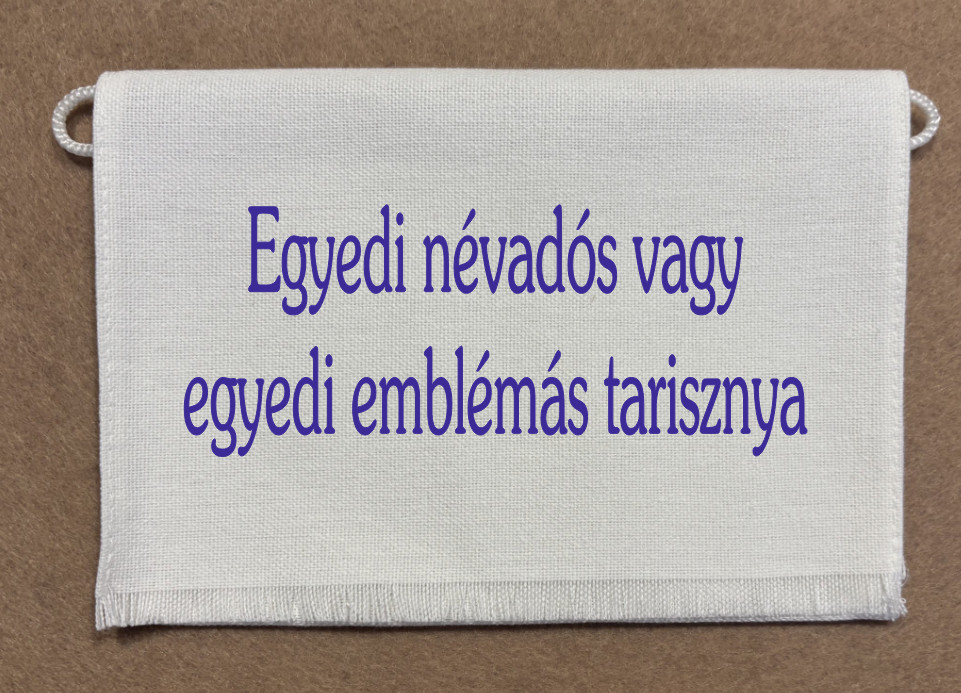 Egyedi névadós vagy
egyedi emblémás tarisznya